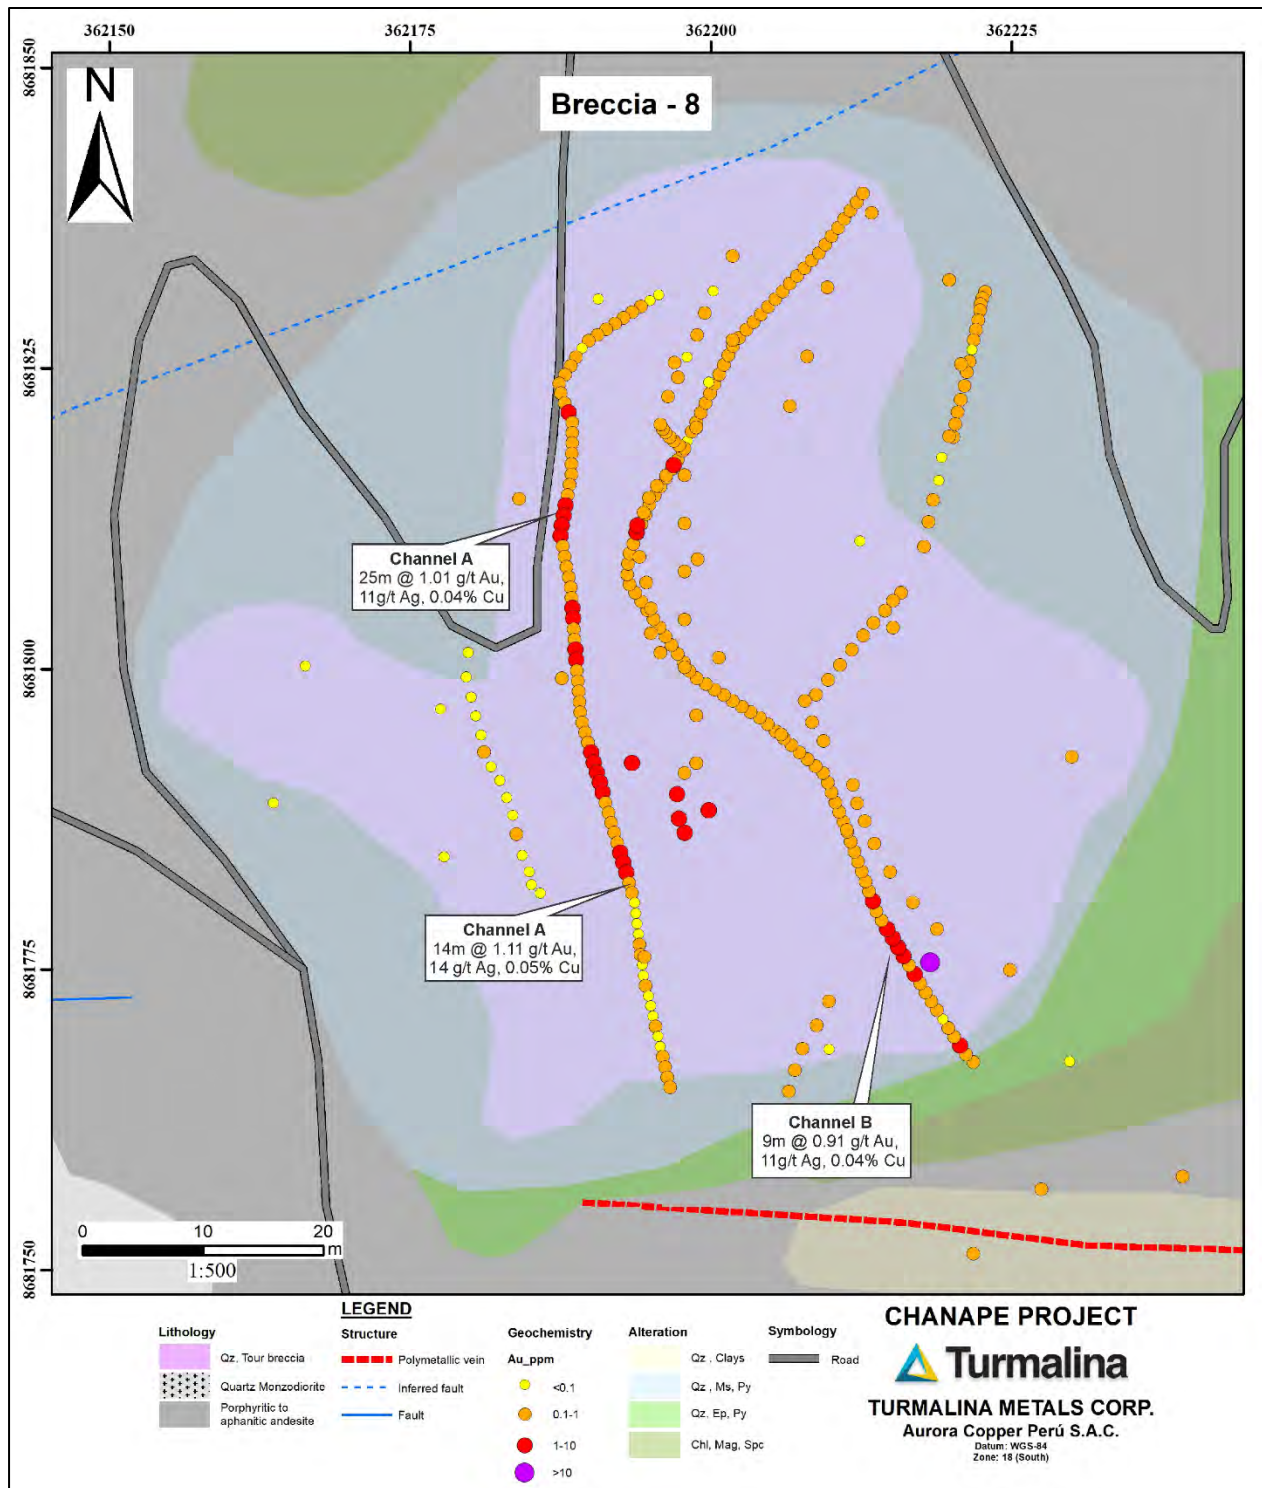 362150
362175
362200
362225
8681850
8681825
8681800
8681775
8681750
N
Breccia - 8
Channel A
25m @ 1.01 g/t Au,
11g/t Ag, 0.04% Cu
Channel A
14m @ 1.11 g/t Au,
14 g/t Ag, 0.05% Cu
Channel B
9m @ 0.91 g/t Au,
11g/t Ag, 0.04% Cu
0 10 20
m
1:500
LEGEND
Lithology
Qz, Tour breccia
Quartz Monzodiorite
Porphyritic to
aphanitic andesite
Structure
Polymetallic vein
Inferred fault
Fault
Geochemistry
Au_ppm
<0.1
0.1-1
1-10
>10
Alteration
Qz , Clays
Qz , Ms, Py
Qz, Ep, Py
Chl, Mag, Spc
Symbology
Road
CHANAPE PROJECT
Turmalina
TURMALINA METALS CORP.
Aurora Copper Perú S.A.C.
Datum: WGS-84
Zone: 18 (South)